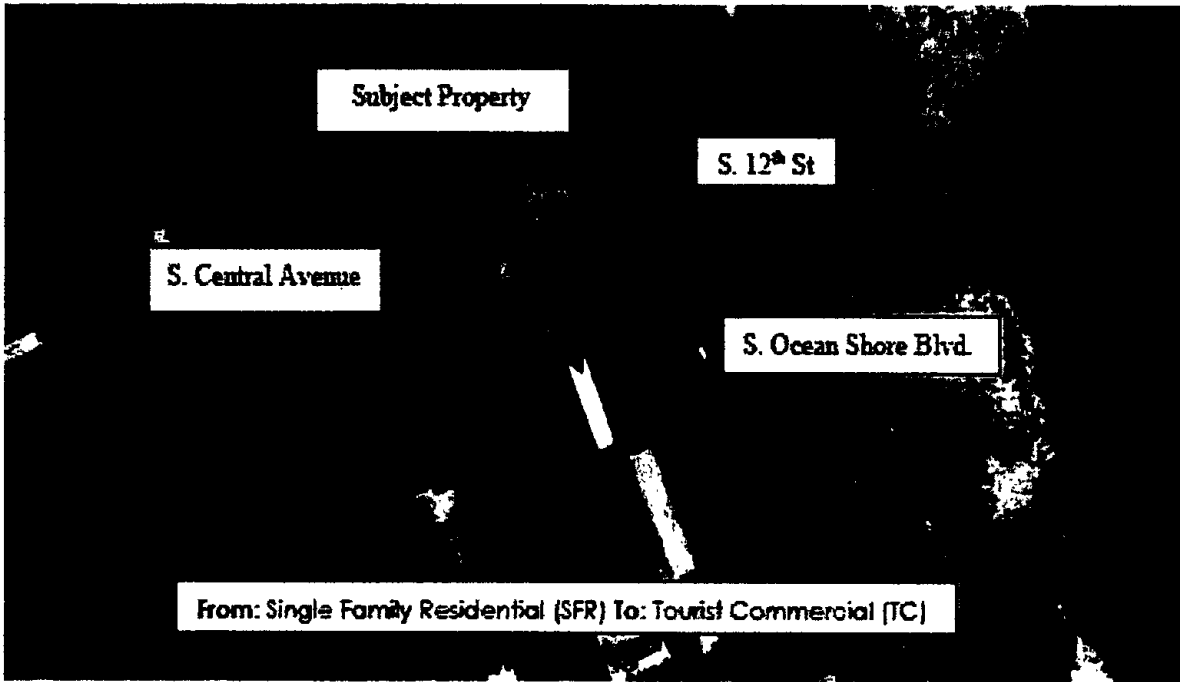 Subject Property
S. 12th St
S. Central Avenue
S. Ocean Shore Blvd.
From: Single Family Residential (SFR) To: Tourist Commercial (TC)